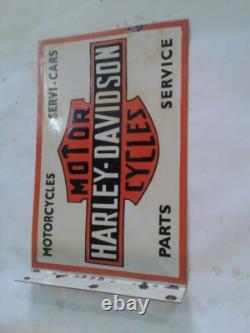 MOTORCYCLES SERVI-CARS
MOTOR
HARLEY-DAVIDSON
CYCLES
PARTS SERVICE